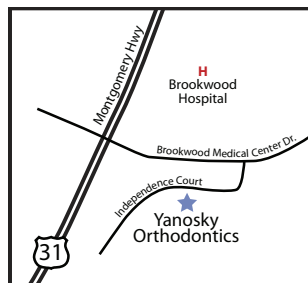 Montgomery Hwy
H
Brookwood
Hospital
Brookwood Medical Center Dr.
Independence Court
Yanosky
Orthodontics
31